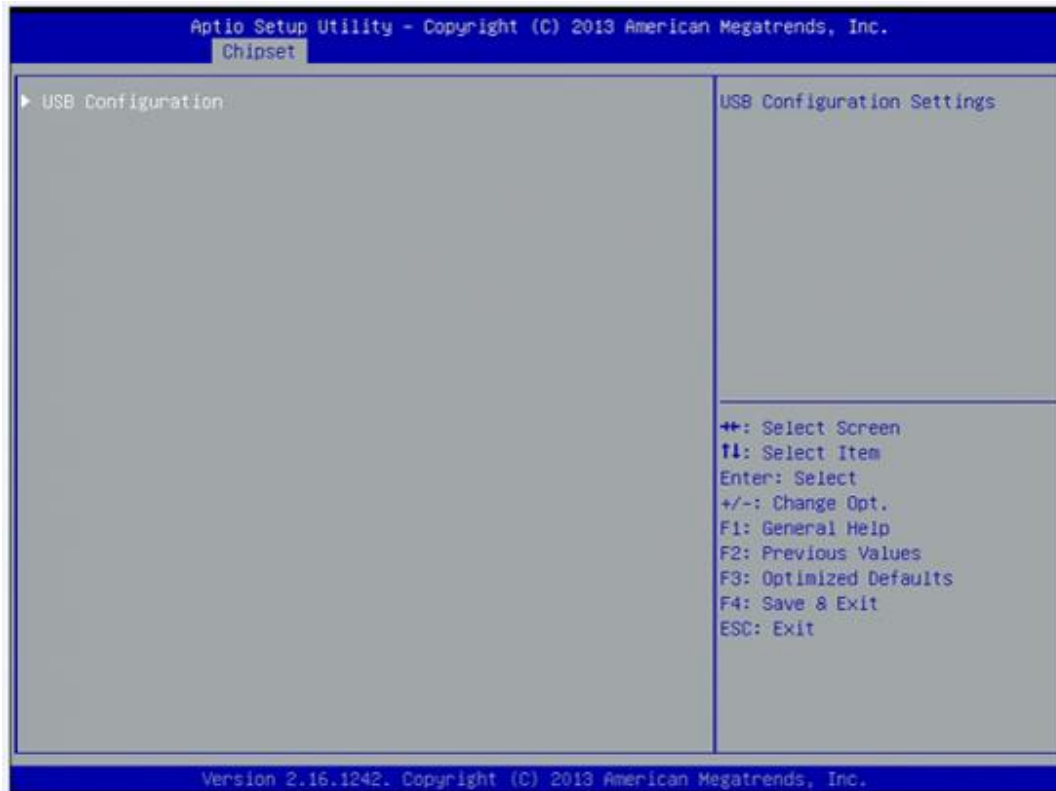 Aptio Setup Utility - Copyright (C) 2013 American Megatrends, Inc.
Chipset
▶ USB Configuration
USB Configuration Settings
→←: Select Screen
↑↓: Select Item
Enter: Select
+/-: Change Opt.
F1: General Help
F2: Previous Values
F3: Optimized Defaults
F4: Save & Exit
ESC: Exit
Version 2.16.1242. Copyright (C) 2013 American Megatrends, Inc.